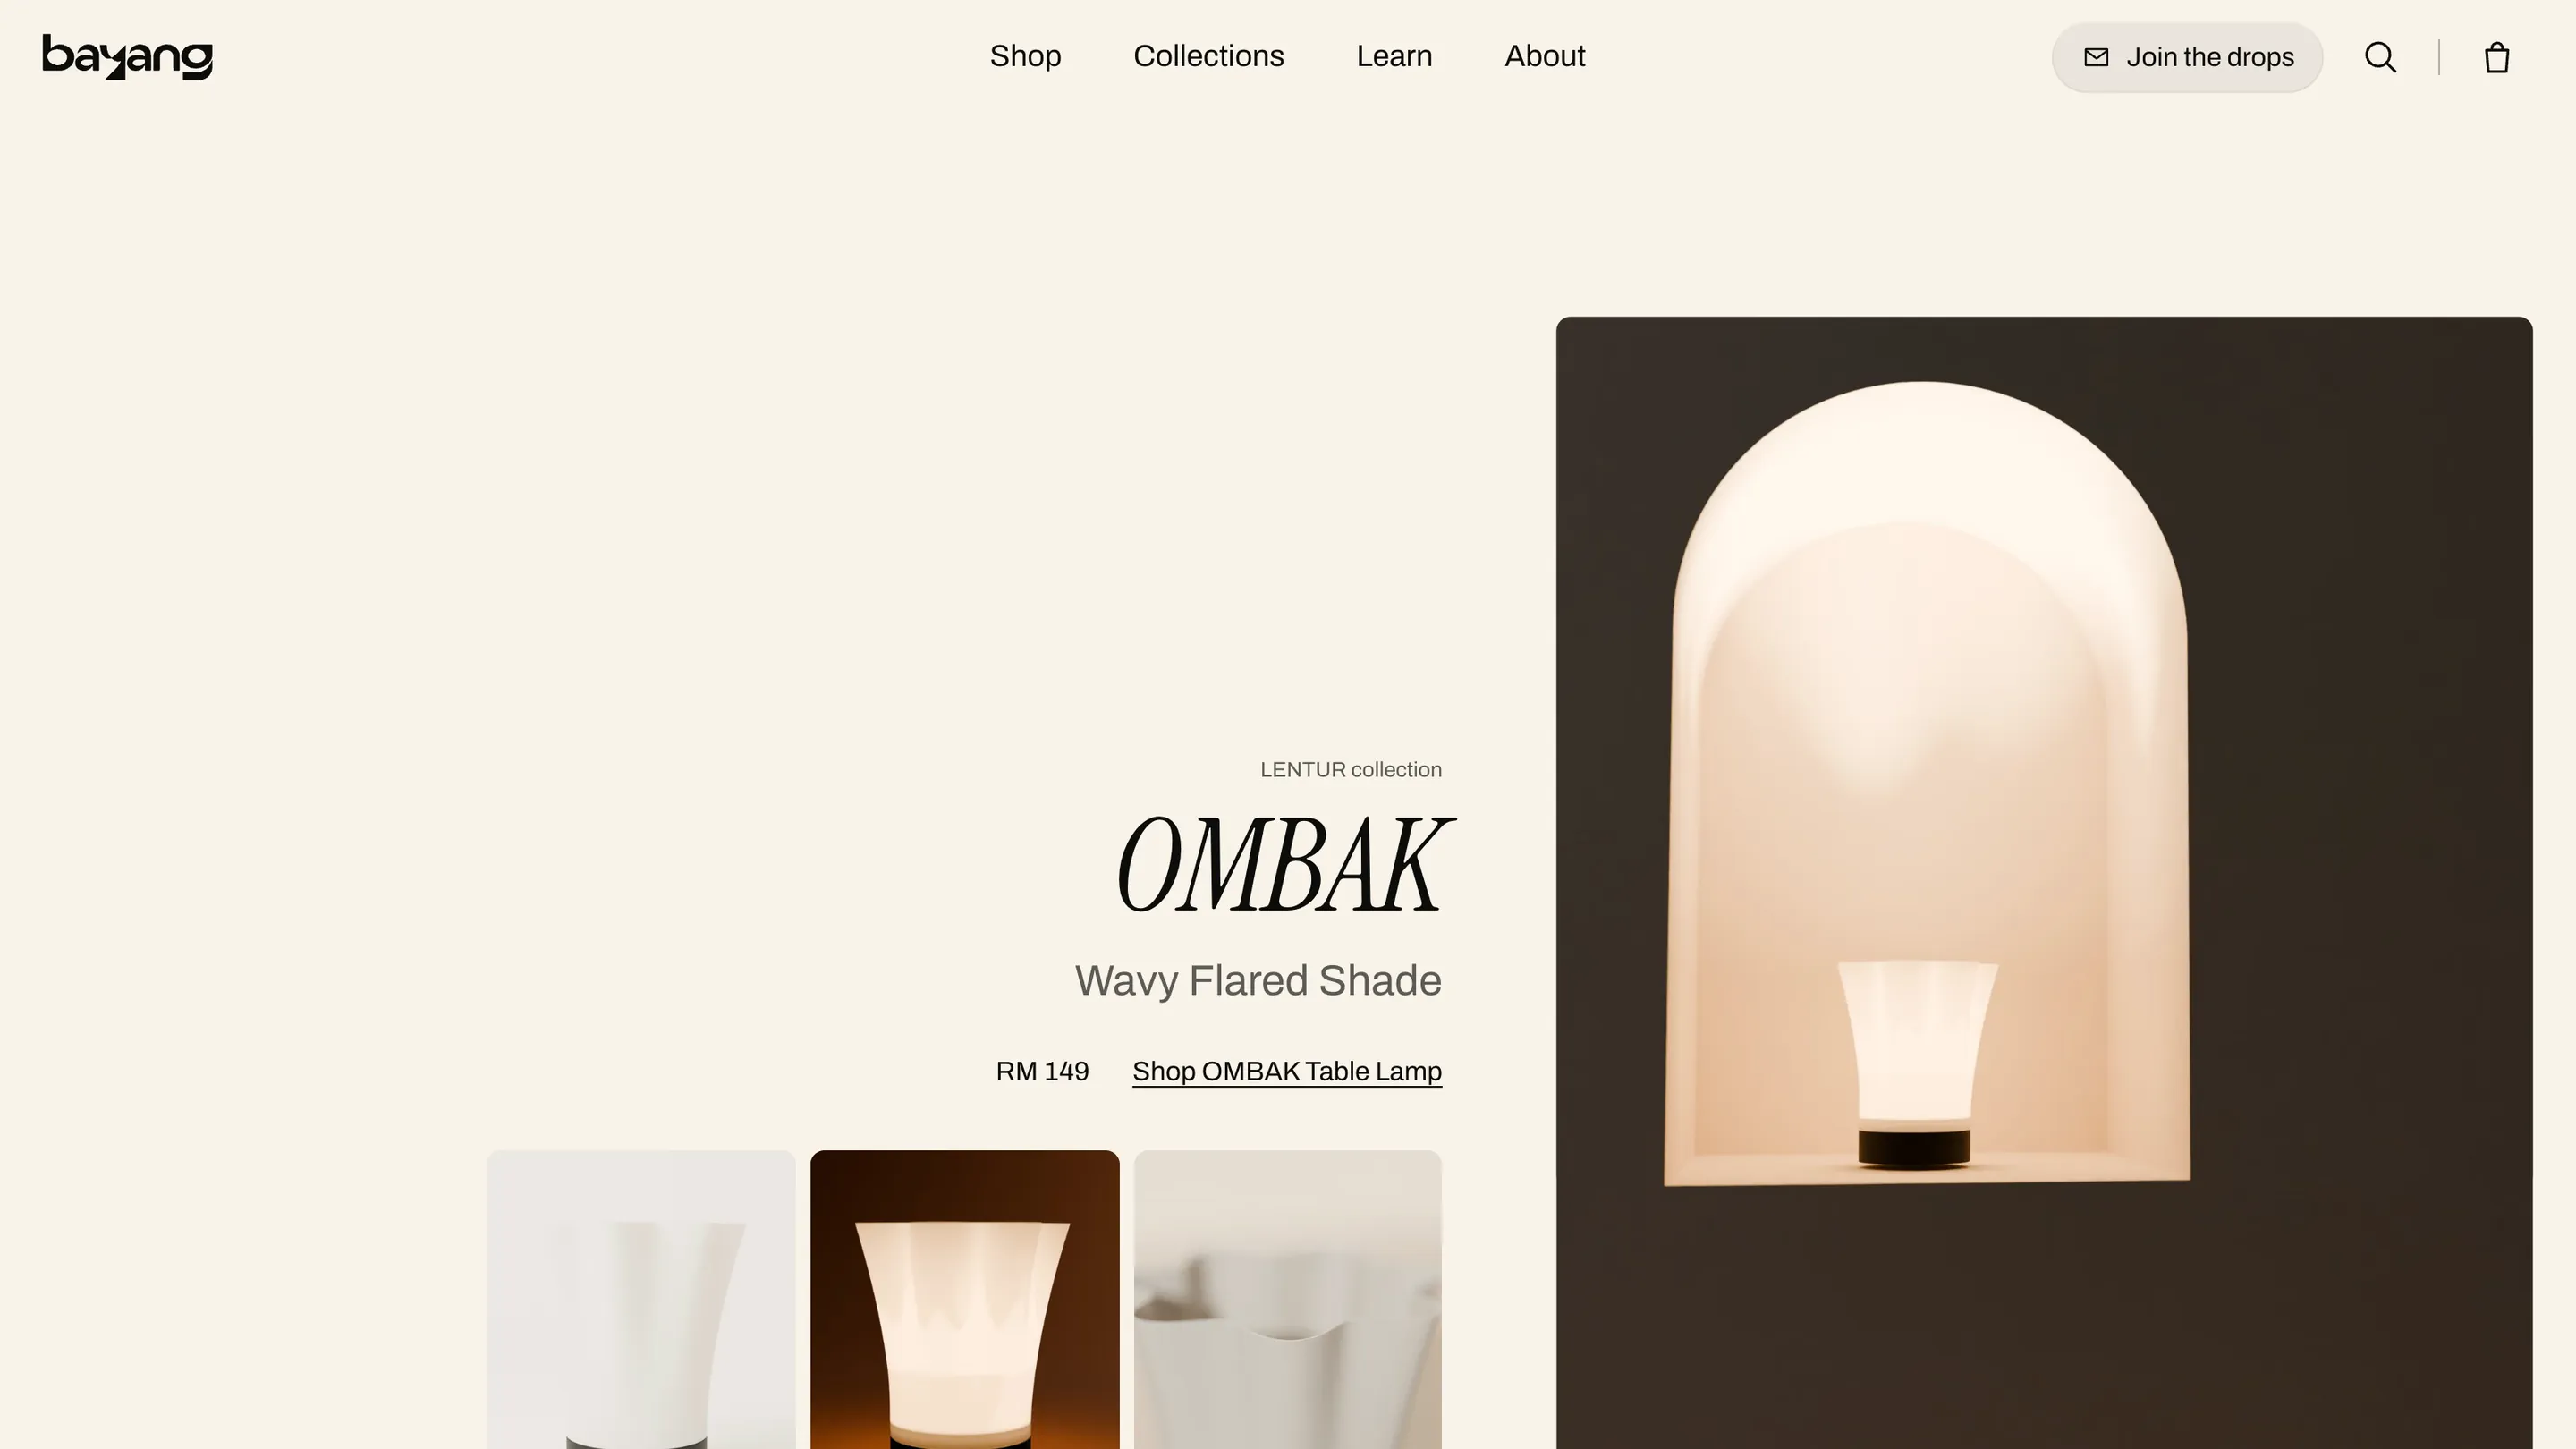 bayang
Shop
Collections
Learn
About
Join the drops
LENTUR collection
OMBAK
Wavy Flared Shade
RM 149
Shop OMBAK Table Lamp